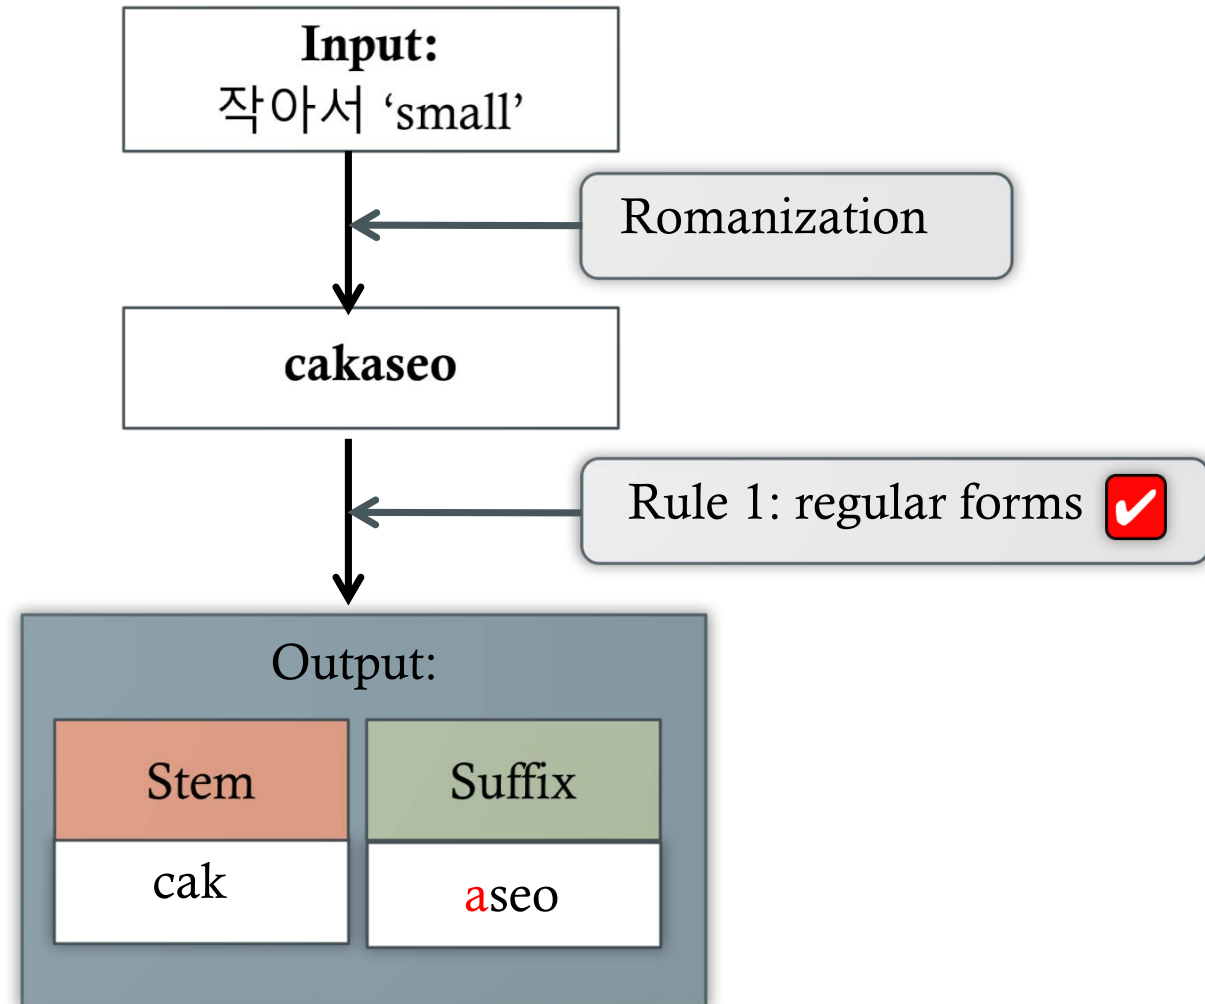 Input:
작아서 ‘small’
Romanization
cakaseo
Rule 1: regular forms ✔
Output:
Stem
Suffix
cak
aseo